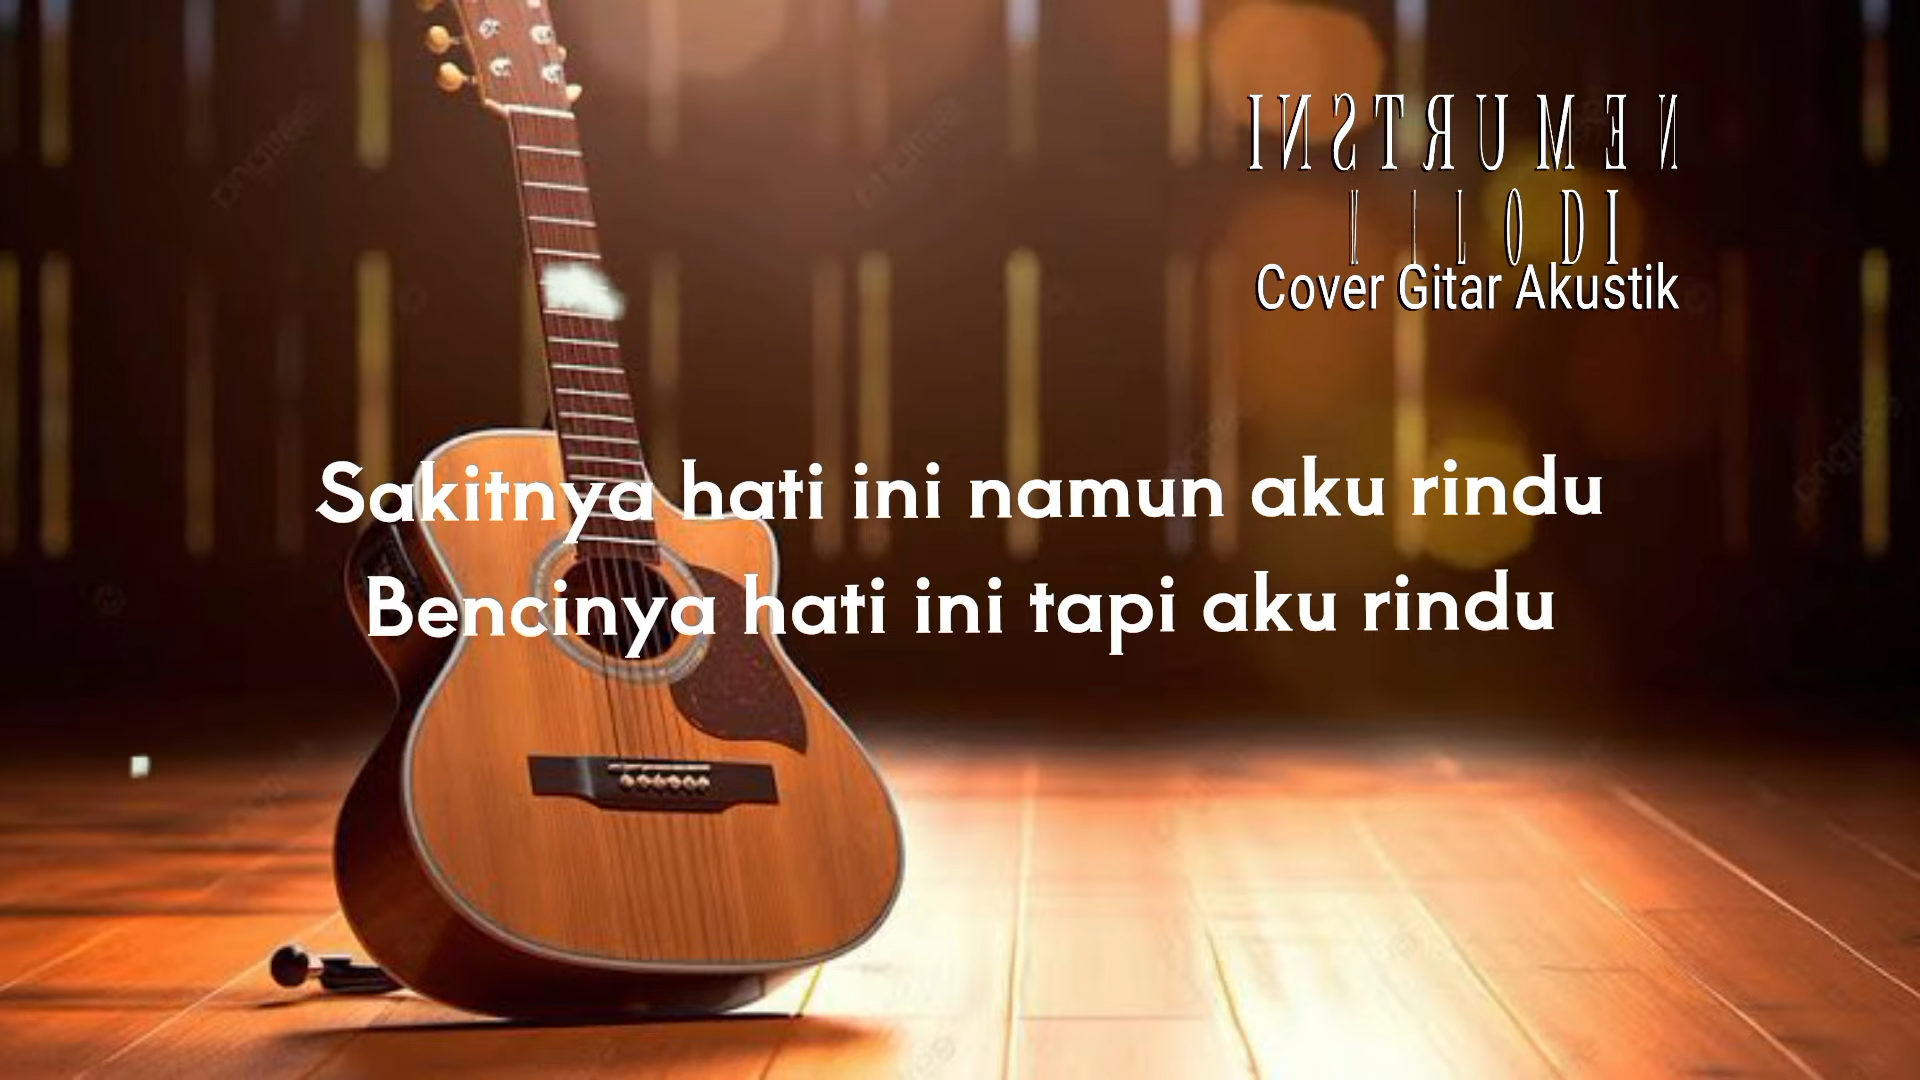 INSTRUMEN
Cover Gitar Akustik
Sakitnya hati ini namun aku rindu
Bencinya hati ini tapi aku rindu